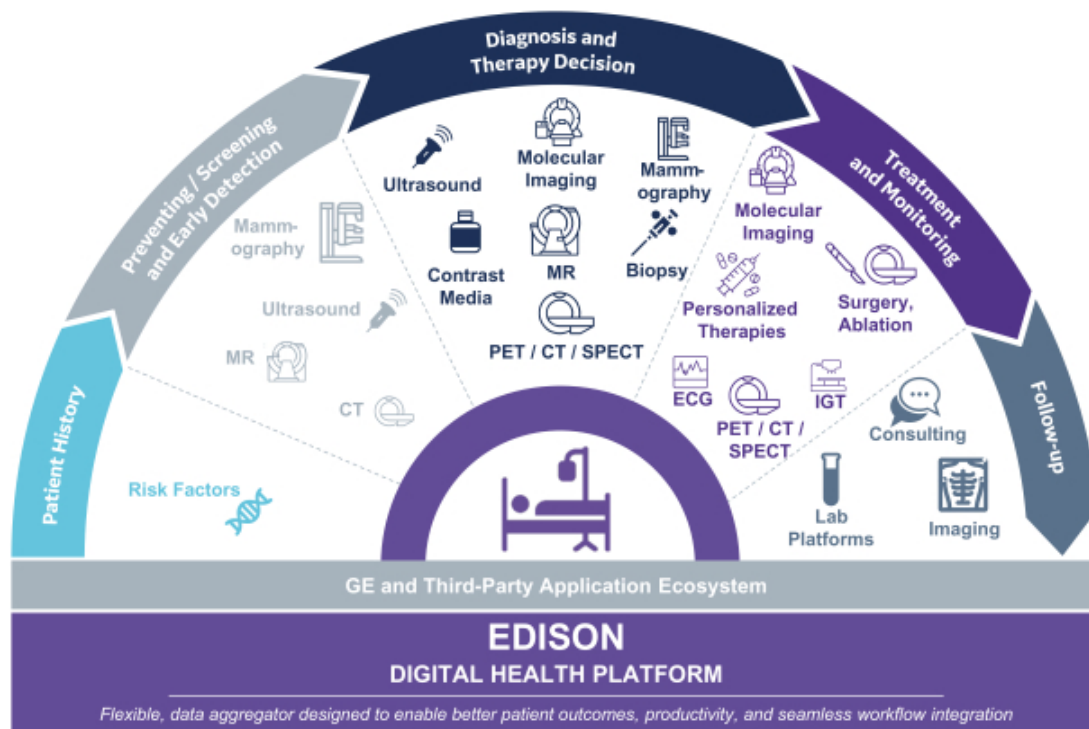 Patient History
Preventing / Screening
and Early Detection
Diagnosis and
Therapy Decision
Treatment
and Monitoring
Follow-up
Risk Factors
Mamm-
ography
Ultrasound
MR
CT
Ultrasound
Molecular
Imaging
Mamm-
ography
Contrast
Media
MR
Biopsy
PET / CT / SPECT
Molecular
Imaging
Personalized
Therapies
Surgery,
Ablation
ECG
PET / CT /
SPECT
IGT
Consulting
Lab
Platforms
Imaging
GE and Third-Party Application Ecosystem
EDISON
DIGITAL HEALTH PLATFORM
Flexible, data aggregator designed to enable better patient outcomes, productivity, and seamless workflow integration